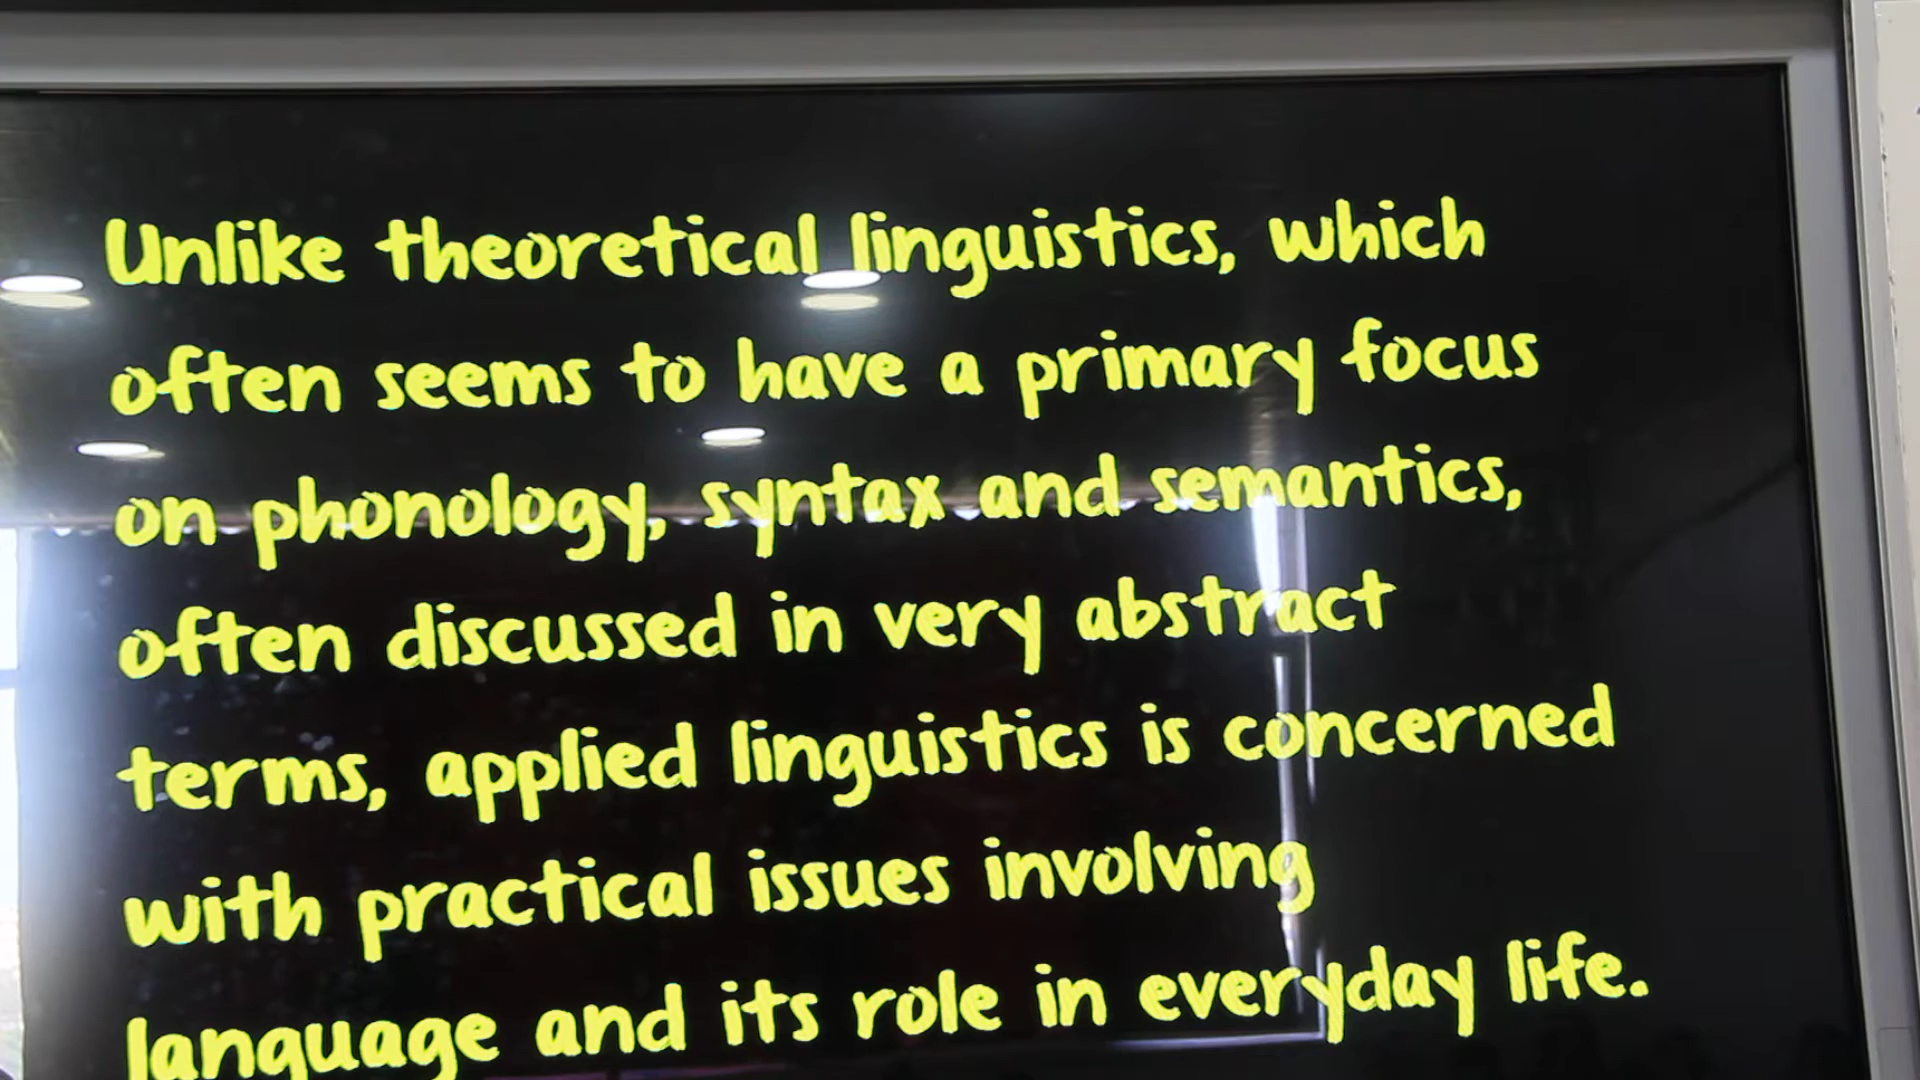 Unlike theoretical linguistics, which
often seems to have a primary focus
on phonology, syntax and semantics,
often discussed in very abstract
terms, applied linguistics is concerned
with practical issues involving
language and its role in everyday life.